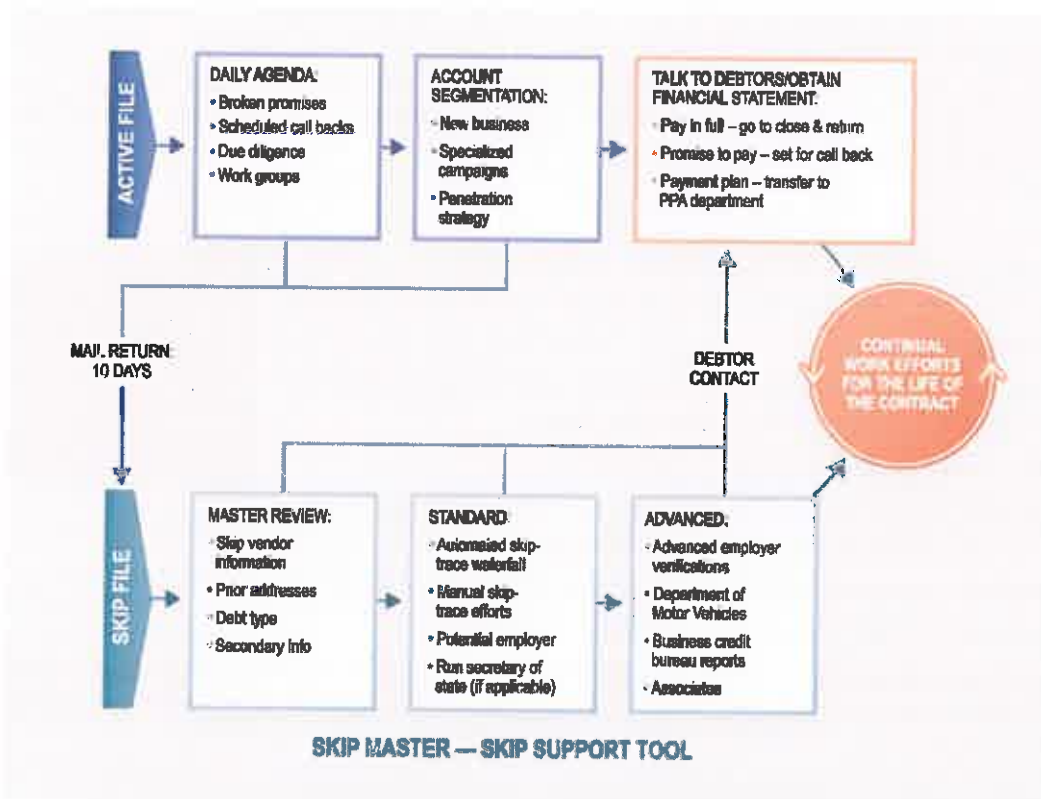 ACTIVE FILE
DAILY AGENDA:
• Broken promises
• Scheduled call backs
• Due diligence
• Work groups
ACCOUNT
SEGMENTATION:
• New business
• Specialized
campaigns
• Penetration
strategy
TALK TO DEBTORS/OBTAIN
FINANCIAL STATEMENT:
• Pay in full – go to close & return
• Promise to pay – set for call back
• Payment plan – transfer to
PPA department
MAIL RETURN
10 DAYS
DEBTOR
CONTACT
CONTINUAL
WORK EFFORTS
FOR THE LIFE OF
THE CONTRACT
SKIP FILE
MASTER REVIEW:
• Skip vendor
information
• Prior addresses
• Debt type
• Secondary info
STANDARD:
• Automated skip-
trace waterfall
• Manual skip-
trace efforts
• Potential employer
• Run secretary of
state (if applicable)
ADVANCED:
• Advanced employer
verifications
• Department of
Motor Vehicles
• Business credit
bureau reports
• Associates
SKIP MASTER — SKIP SUPPORT TOOL